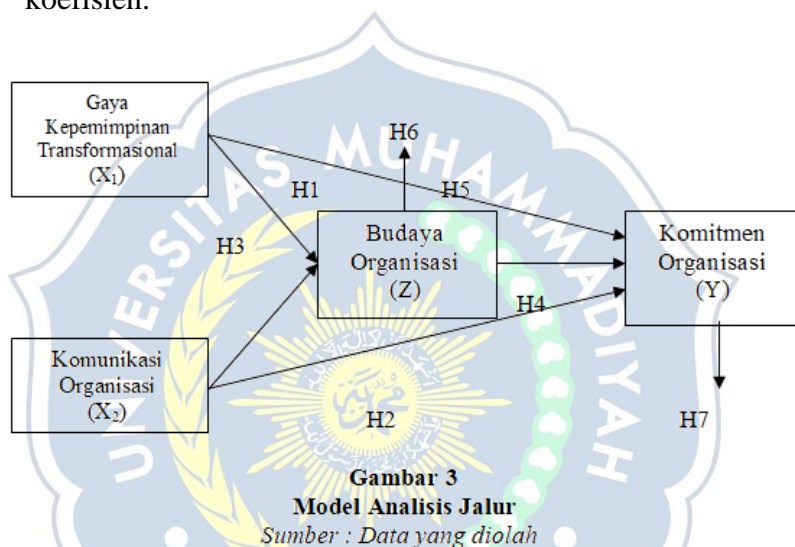 koefisien.
Gaya
Kepemimpinan
Transformasional
(X₁)
H6
H1
H5
H3
Budaya
Organisasi
(Z)
Komitmen
Organisasi
(Y)
H4
Komunikasi
Organisasi
(X₂)
H2
H7
Gambar 3
Model Analisis Jalur
Sumber : Data yang diolah
UNIVERSITAS MUHAMMADIYAH